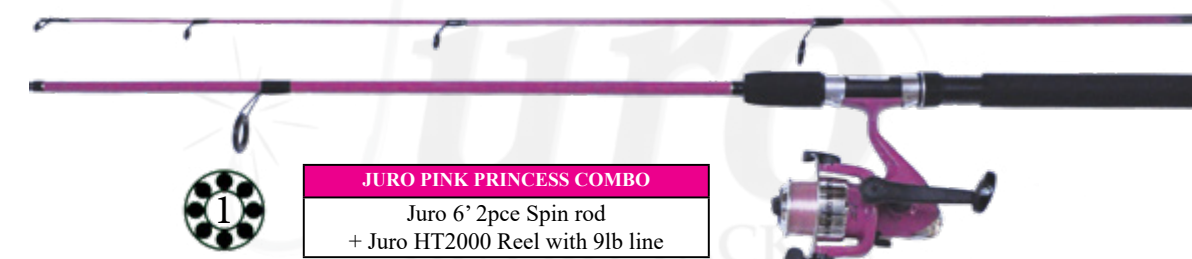 JURO PINK PRINCESS COMBO
1
Juro 6’ 2pce Spin rod
+ Juro HT2000 Reel with 9lb line